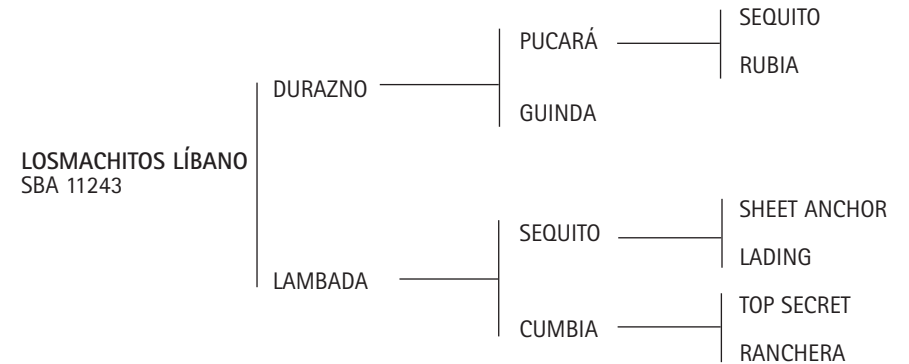 SEQUITO
PUCARÁ
RUBIA
DURAZNO
GUINDA
LOSMACHITOS LÍBANO
SBA 11243
SHEET ANCHOR
SEQUITO
LADING
LAMBADA
TOP SECRET
CUMBIA
RANCHERA